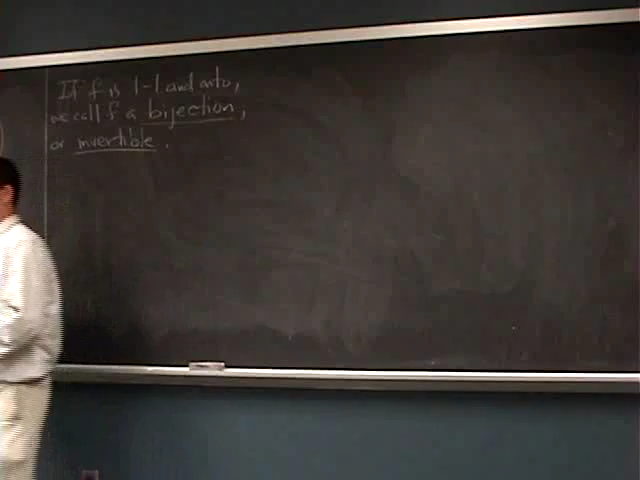 If f is 1-1 and onto,
we call f a bijection,
or invertible.